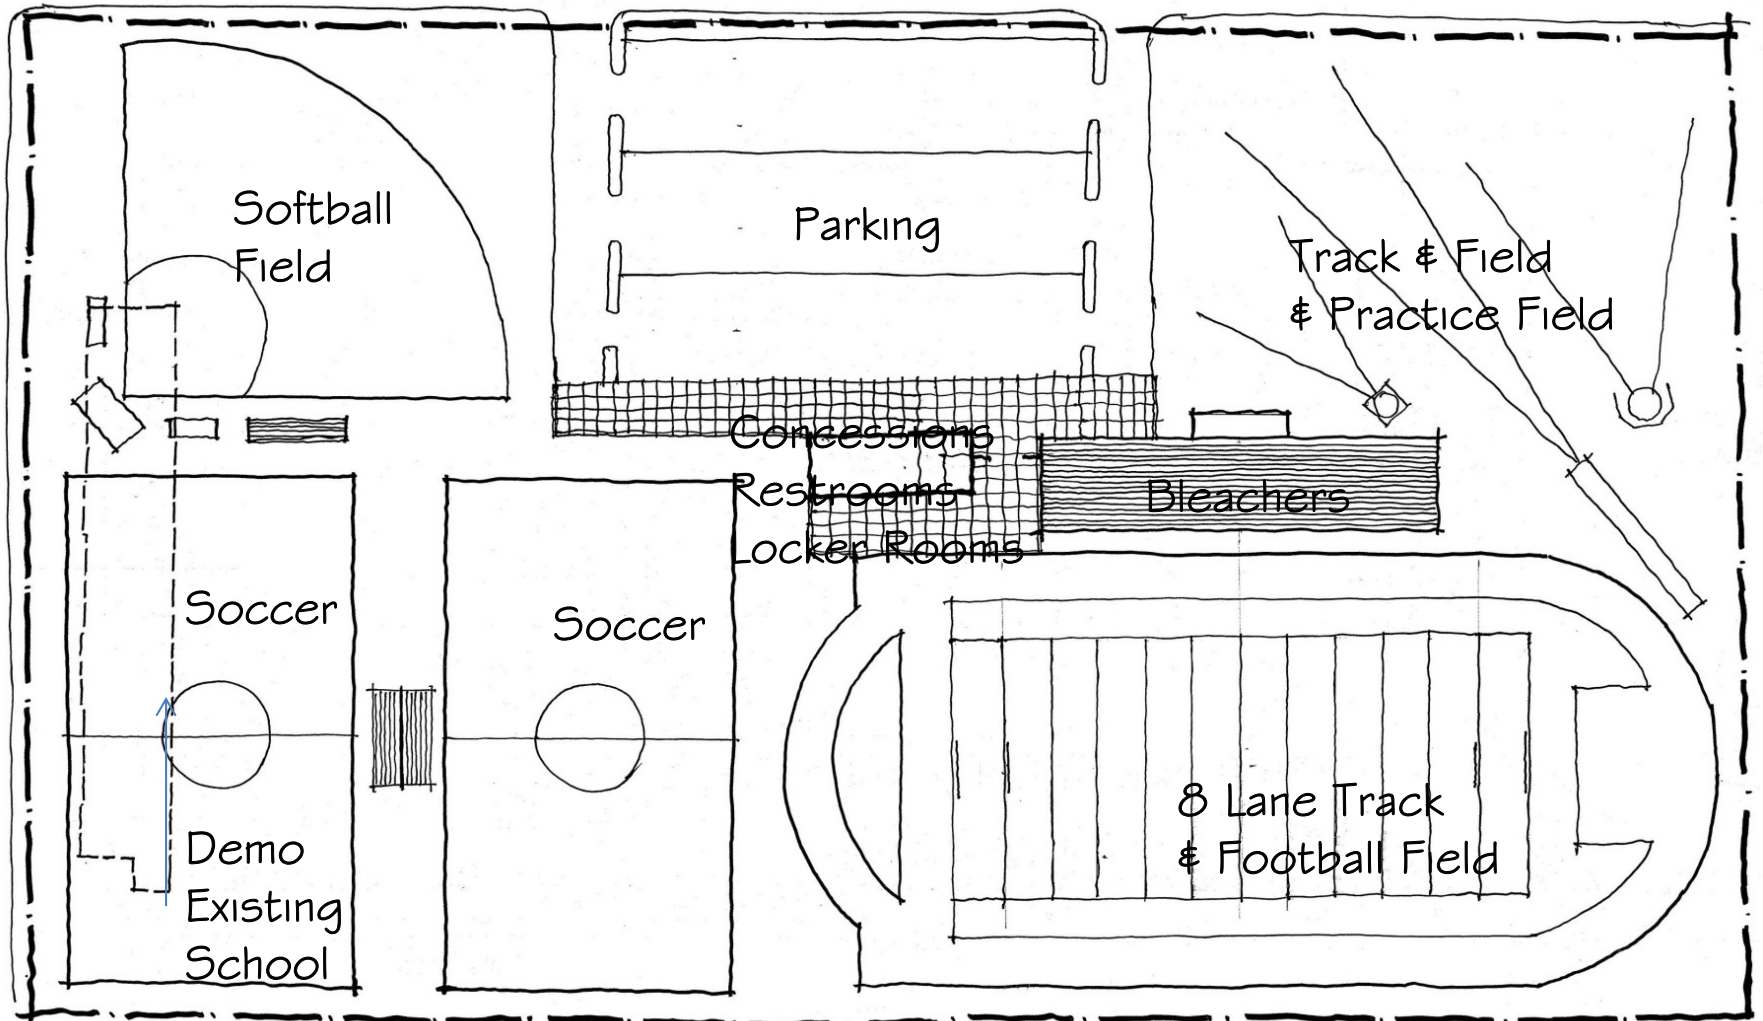 Softball
Field
Parking
Track & Field
& Practice Field
Concessions
Restrooms
Locker Rooms
Bleachers
Soccer
Soccer
8 Lane Track
& Football Field
Demo
Existing
School